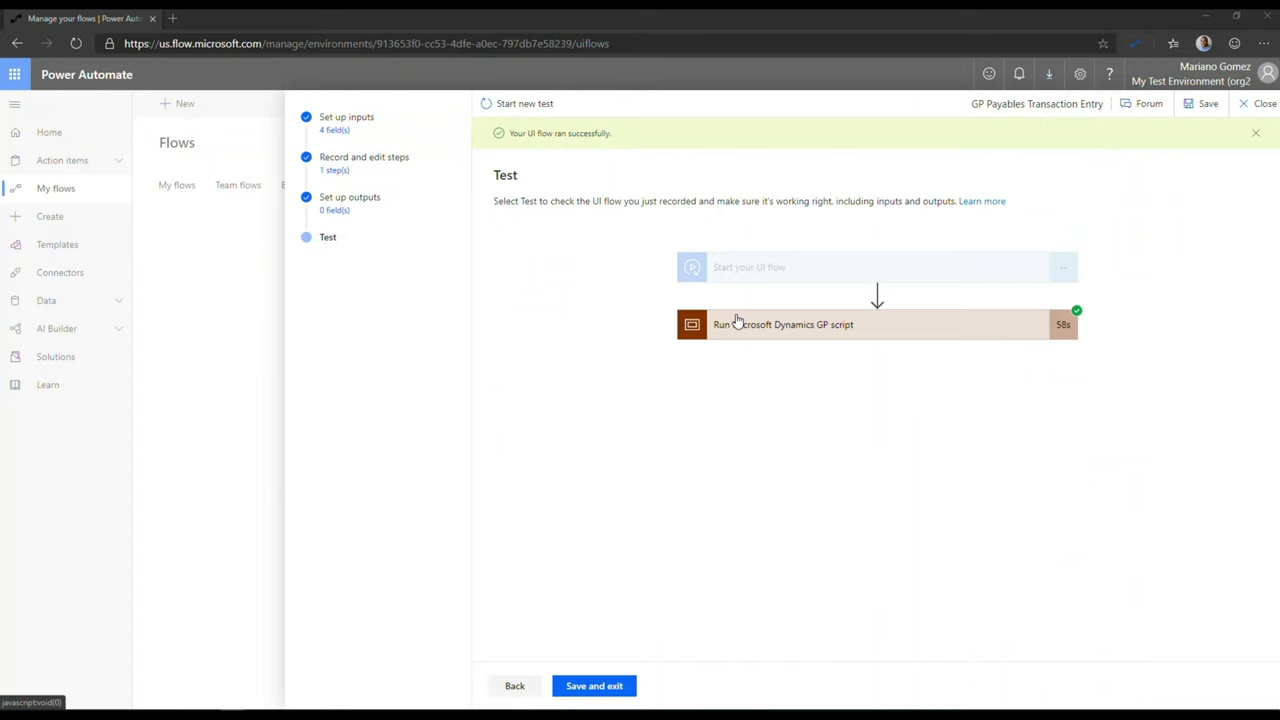 Manage your flows | Power Auto
https://us.flow.microsoft.com/manage/environments/913653f0-cc53-4dfe-a0ec-797db7e58239/uiflows
Power Automate
Mariano Gomez
My Test Environment (org2
New
Home
Action items
My flows
Create
Templates
Connectors
Data
AI Builder
Solutions
Learn
Flows
My flows Team flows
Set up inputs
4 field(s)
Record and edit steps
1 step(s)
Set up outputs
0 field(s)
Test
Start new test
GP Payables Transaction Entry Forum Save Close
Your UI flow ran successfully.
Test
Select Test to check the UI flow you just recorded and make sure it's working right, including inputs and outputs. Learn more
Start your UI flow
Run Microsoft Dynamics GP script 58s
Back Save and exit
javascript:void(0)